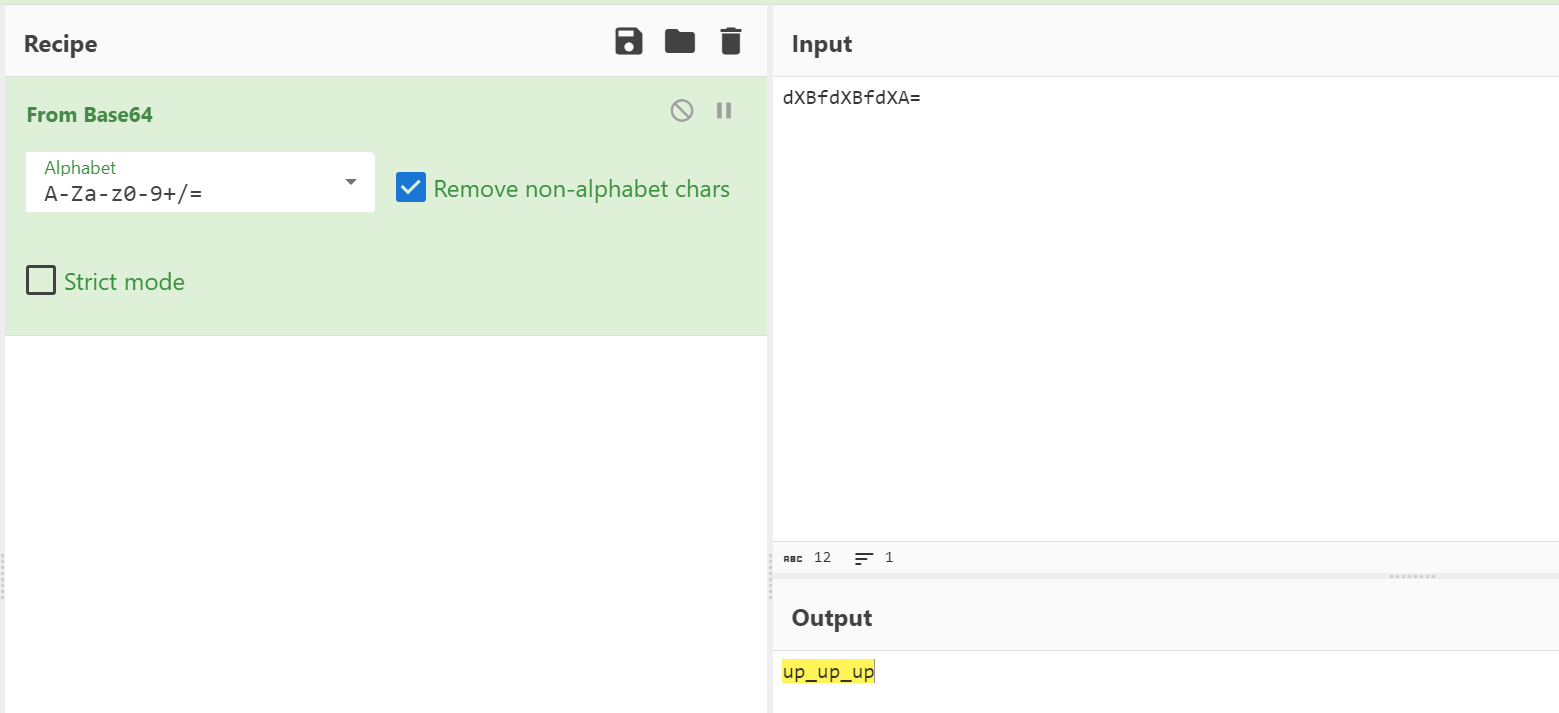 Recipe
From Base64
Alphabet
A-Za-z0-9+/=
Remove non-alphabet chars
Strict mode
Input
dXBfdXBfdXA=
ABC 12 1
Output
up_up_up